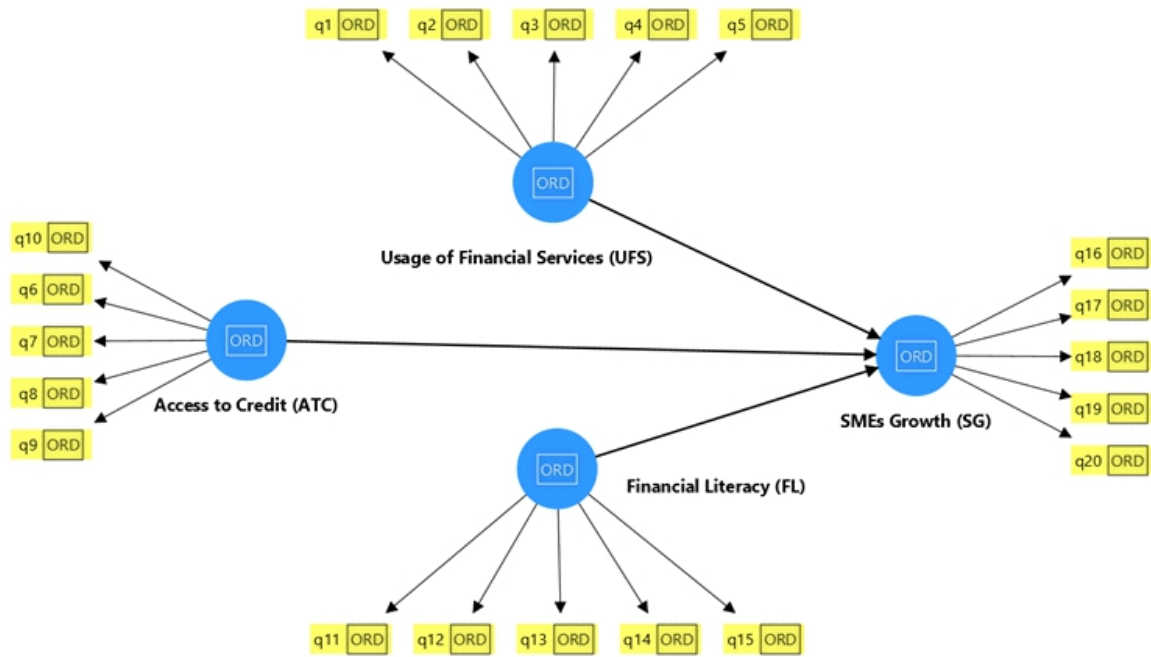 q1 ORD q2 ORD q3 ORD q4 ORD q5 ORD
ORD
Usage of Financial Services (UFS)
q10 ORD
q6 ORD
q7 ORD
q8 ORD
q9 ORD
ORD
Access to Credit (ATC)
q16 ORD
q17 ORD
q18 ORD
q19 ORD
q20 ORD
ORD
SMEs Growth (SG)
ORD
Financial Literacy (FL)
q11 ORD q12 ORD q13 ORD q14 ORD q15 ORD